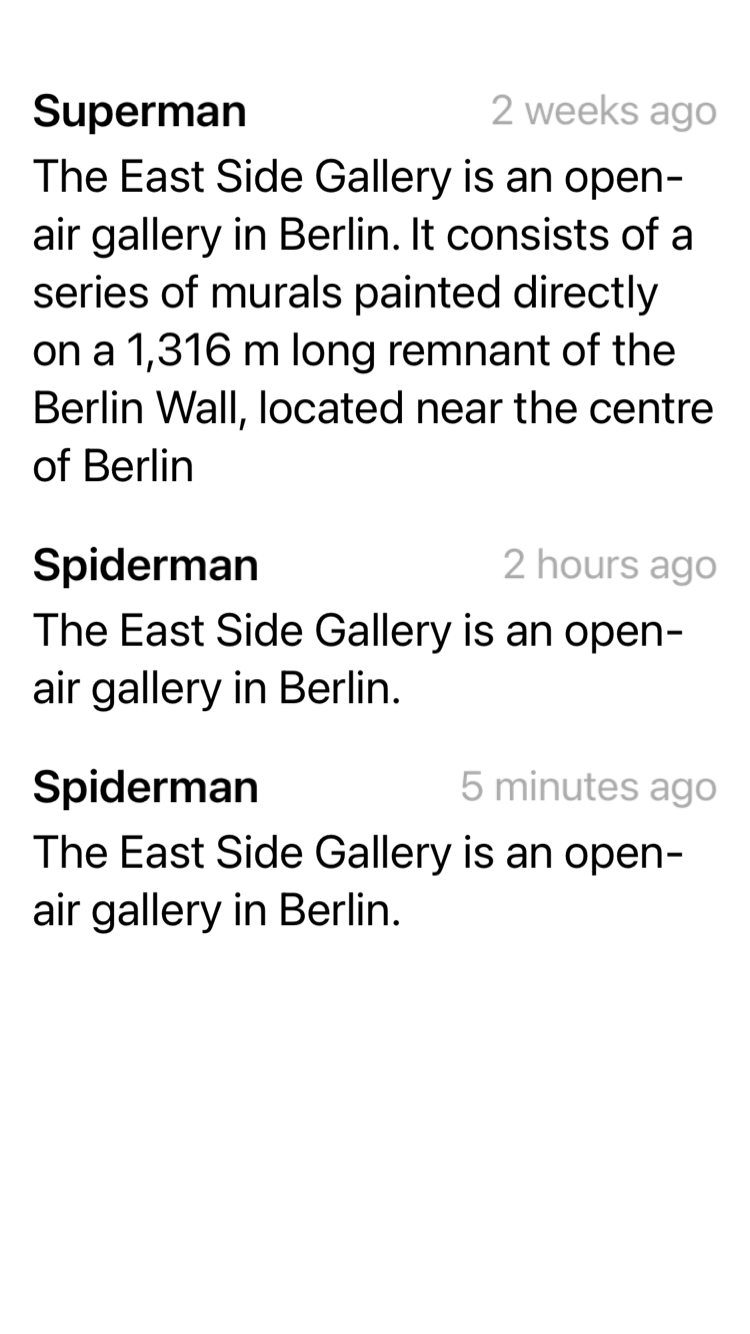 Superman 2 weeks ago
The East Side Gallery is an open-
air gallery in Berlin. It consists of a
series of murals painted directly
on a 1,316 m long remnant of the
Berlin Wall, located near the centre
of Berlin
Spiderman 2 hours ago
The East Side Gallery is an open-
air gallery in Berlin.
Spiderman 5 minutes ago
The East Side Gallery is an open-
air gallery in Berlin.